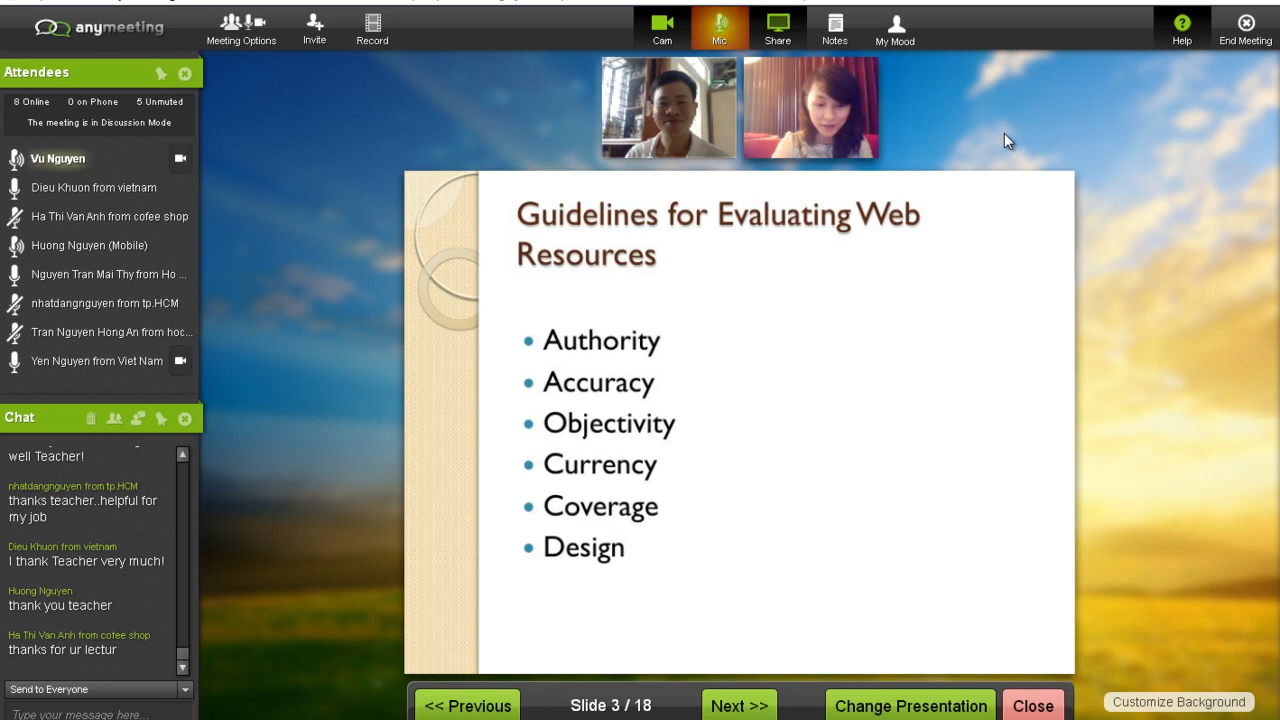 anymeeting
Meeting Options
Invite
Record
Cam
Mic
Share
Notes
My Mood
Help
End Meeting
Attendees
8 Online 0 on Phone 5 Unmuted
The meeting is in Discussion Mode
Vu Nguyen
Dieu Khuon from vietnam
Ha Thi Van Anh from cofee shop
Huong Nguyen (Mobile)
Nguyen Tran Mai Thy from Ho ...
nhatdangnguyen from tp.HCM
Tran Nguyen Hong An from hoc...
Yen Nguyen from Viet Nam
Chat
well Teacher!
nhatdangnguyen from tp.HCM
thanks teacher..helpful for
my job
Dieu Khuon from vietnam
I thank Teacher very much!
Huong Nguyen
thank you teacher
Ha Thi Van Anh from cofee shop
thanks for ur lectur
Send to Everyone
Type your message here...
Guidelines for Evaluating Web
Resources
• Authority
• Accuracy
• Objectivity
• Currency
• Coverage
• Design
<< Previous
Slide 3 / 18
Next >>
Change Presentation
Close
Customize Background